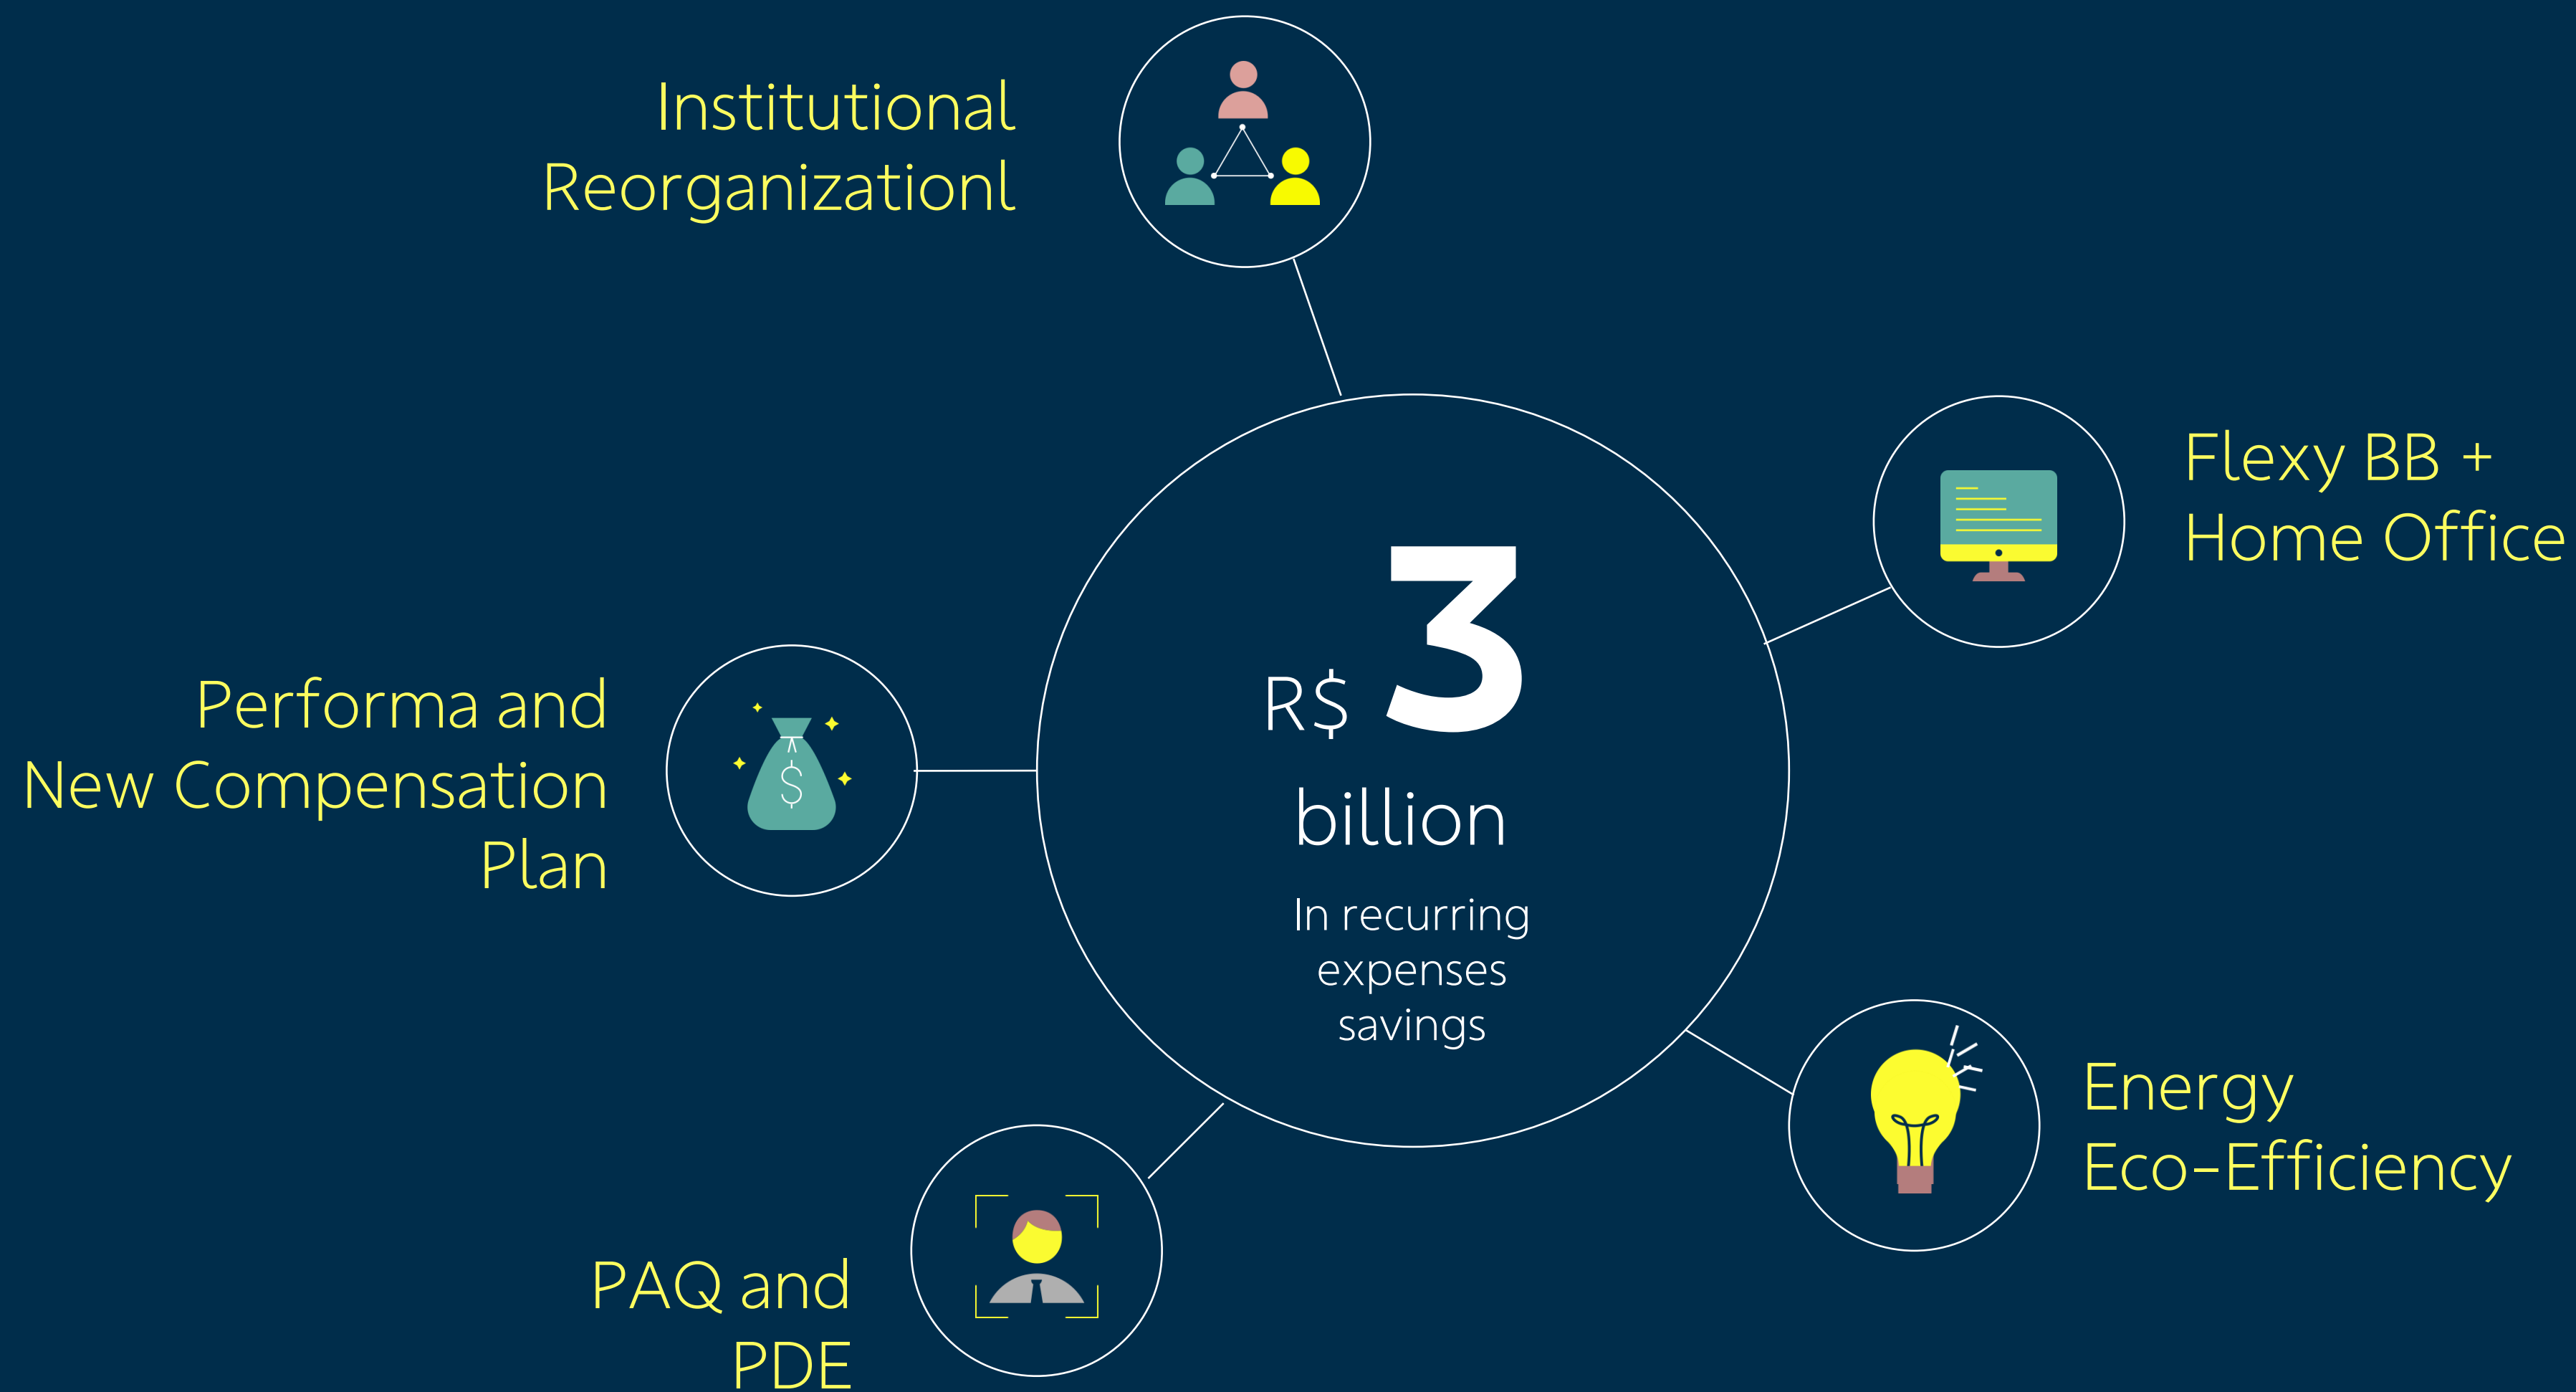 Institutional
Reorganizationl
Flexy BB +
Home Office
R$ 3
billion
In recurring
expenses
savings
Performa and
New Compensation
Plan
$
Energy
Eco-Efficiency
PAQ and
PDE